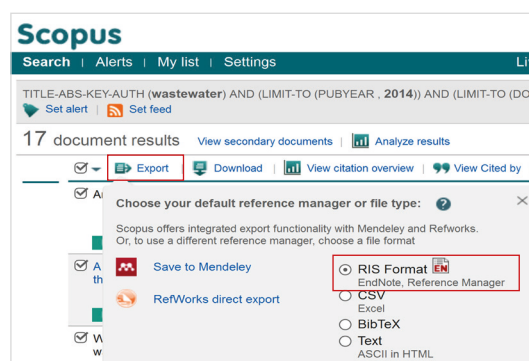 Scopus
Search | Alerts | My list | Settings Li
TITLE-ABS-KEY-AUTH (wastewater) AND (LIMIT-TO (PUBYEAR , 2014)) AND (LIMIT-TO (DO
Set alert | Set feed
17 document results View secondary documents | Analyze results
Export | Download | View citation overview | View Cited by
Choose your default reference manager or file type: ?
Scopus offers integrated export functionality with Mendeley and Refworks.
Or, to use a different reference manager, choose a file format
Save to Mendeley
RefWorks direct export
RIS Format EN
EndNote, Reference Manager
CSV
Excel
BibTeX
Text
ASCII in HTML